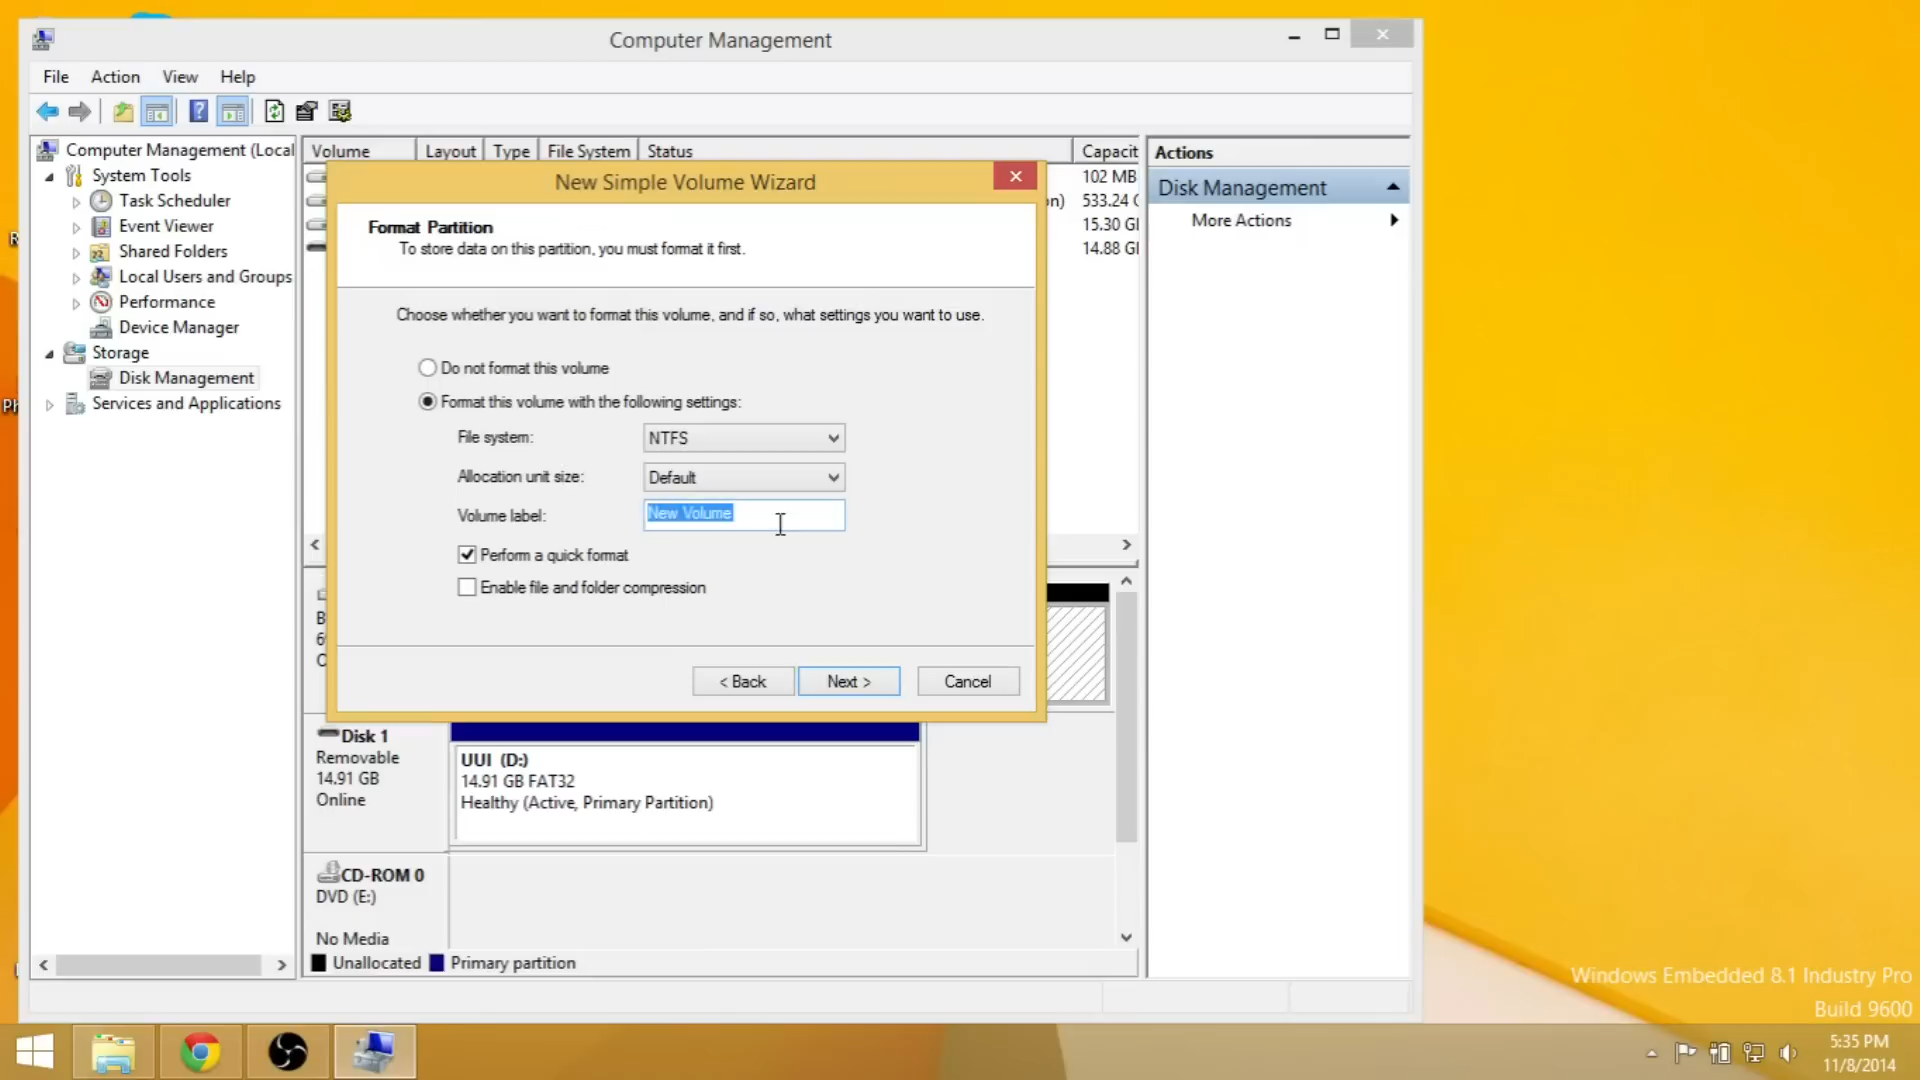 Computer Management
File Action View Help
Computer Management (Local
System Tools
Task Scheduler
Event Viewer
Shared Folders
Local Users and Groups
Performance
Device Manager
Storage
Disk Management
Services and Applications
Volume Layout Type File System Status Capacit
102 MB
533.24
15.30 GI
14.88 GI
Actions
Disk Management
More Actions
New Simple Volume Wizard
Format Partition
To store data on this partition, you must format it first.
Choose whether you want to format this volume, and if so, what settings you want to use.
Do not format this volume
Format this volume with the following settings:
File system: NTFS
Allocation unit size: Default
Volume label: New Volume
Perform a quick format
Enable file and folder compression
< Back Next > Cancel
Disk 1
Removable
14.91 GB
Online
UUI (D:)
14.91 GB FAT32
Healthy (Active, Primary Partition)
CD-ROM 0
DVD (E:)
No Media
Unallocated Primary partition
Windows Embedded 8.1 Industry Pro
Build 9600
5:35 PM
11/8/2014